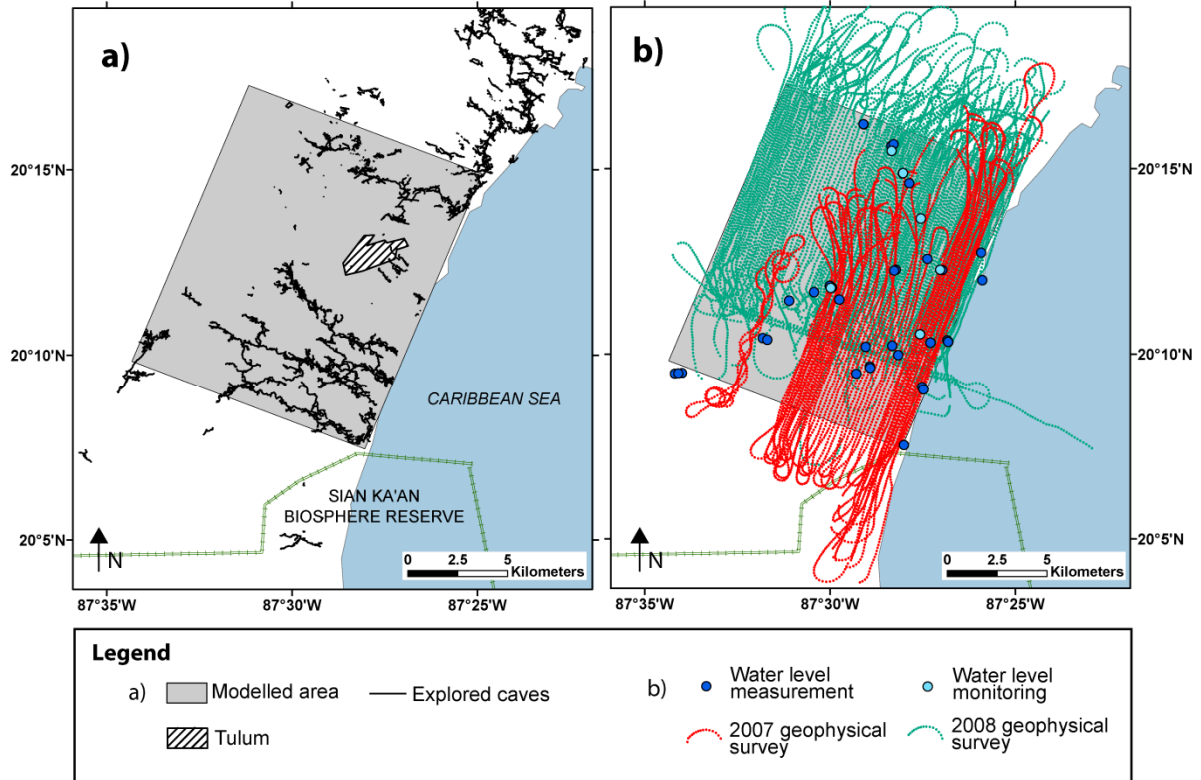 a)
20°15'N
20°10'N
20°5'N
CARIBBEAN SEA
SIAN KA'AN
BIOSPHERE RESERVE
N
0 2.5 5
Kilometers
87°35'W 87°30'W 87°25'W
b)
20°15'N
20°10'N
20°5'N
N
0 2.5 5
Kilometers
87°35'W 87°30'W 87°25'W
Legend
a)
Modelled area
Explored caves
Tulum
b)
Water level
measurement
Water level
monitoring
2007 geophysical
survey
2008 geophysical
survey